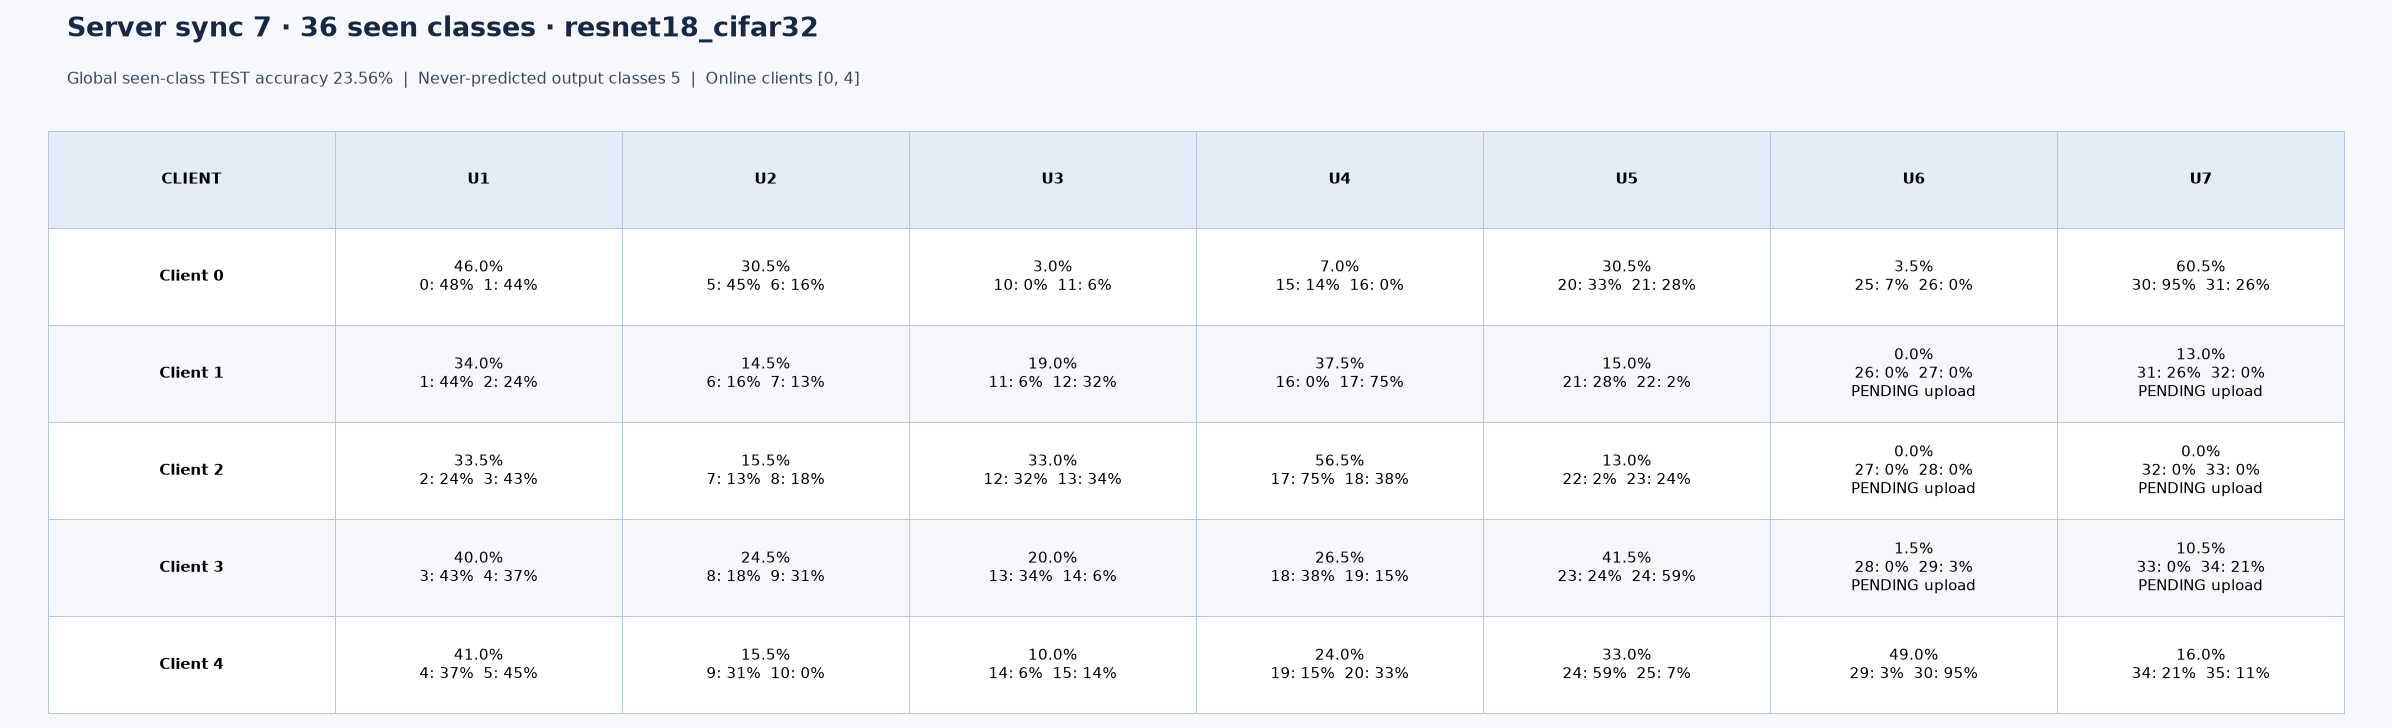 Server sync 7 · 36 seen classes · resnet18_cifar32
Global seen-class TEST accuracy 23.56% | Never-predicted output classes 5 | Online clients [0, 4]
CLIENT U1 U2 U3 U4 U5 U6 U7
Client 0
46.0%
0: 48% 1: 44%
30.5%
5: 45% 6: 16%
3.0%
10: 0% 11: 6%
7.0%
15: 14% 16: 0%
30.5%
20: 33% 21: 28%
3.5%
25: 7% 26: 0%
60.5%
30: 95% 31: 26%
Client 1
34.0%
1: 44% 2: 24%
14.5%
6: 16% 7: 13%
19.0%
11: 6% 12: 32%
37.5%
16: 0% 17: 75%
15.0%
21: 28% 22: 2%
0.0%
26: 0% 27: 0%
PENDING upload
13.0%
31: 26% 32: 0%
PENDING upload
Client 2
33.5%
2: 24% 3: 43%
15.5%
7: 13% 8: 18%
33.0%
12: 32% 13: 34%
56.5%
17: 75% 18: 38%
13.0%
22: 2% 23: 24%
0.0%
27: 0% 28: 0%
PENDING upload
0.0%
32: 0% 33: 0%
PENDING upload
Client 3
40.0%
3: 43% 4: 37%
24.5%
8: 18% 9: 31%
20.0%
13: 34% 14: 6%
26.5%
18: 38% 19: 15%
41.5%
23: 24% 24: 59%
1.5%
28: 0% 29: 3%
PENDING upload
10.5%
33: 0% 34: 21%
PENDING upload
Client 4
41.0%
4: 37% 5: 45%
15.5%
9: 31% 10: 0%
10.0%
14: 6% 15: 14%
24.0%
19: 15% 20: 33%
33.0%
24: 59% 25: 7%
49.0%
29: 3% 30: 95%
16.0%
34: 21% 35: 11%